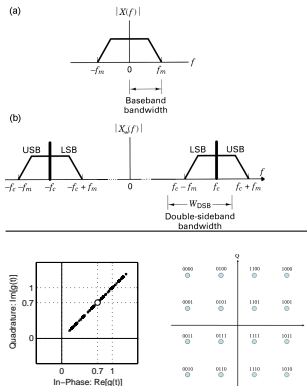 (a)
|X(f)|
-fm 0 fm f
Baseband
bandwidth
(b)
|Xc(f)|
USB LSB LSB USB
f
-fc-fm -fc -fc+fm 0 fc-fm fc fc+fm
WDSB
Double-sideband
bandwidth
Quadrature: Im[g(t)]
1
0.7
0
0 0.7 1
In-Phase: Re[g(t)]
Q
0000 0100 1100 1000
0001 0101 1101 1001
0011 0111 1111 1011
0010 0110 1110 1010